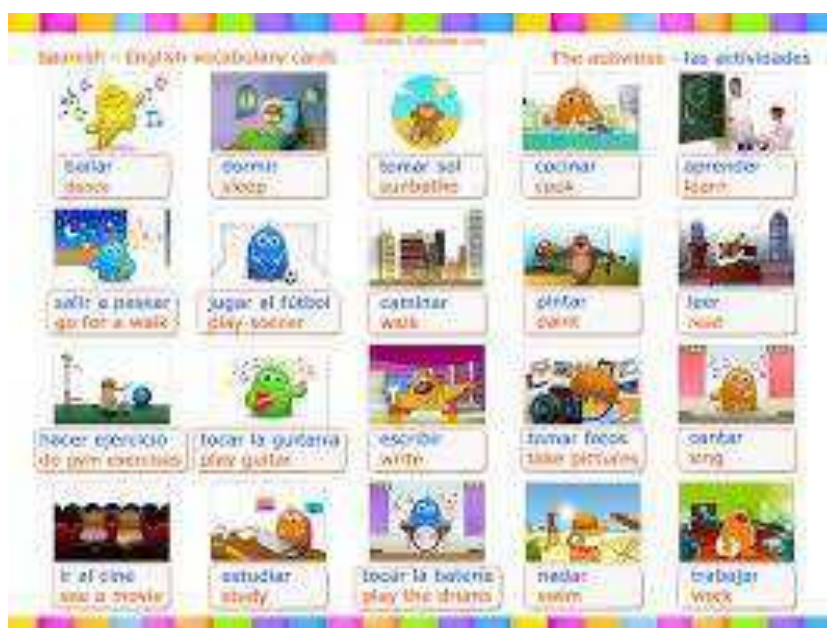 Spanish - English vocabulary cards
The activities - las actividades
bailar
dance
dormir
sleep
tomar sol
sunbathe
cocinar
cook
aprender
learn
salir a pasear
go for a walk
jugar al fútbol
play soccer
caminar
walk
pintar
paint
leer
read
hacer ejercicio
do gym exercises
tocar la guitarra
play guitar
escribir
write
tomar fotos
take pictures
cantar
sing
ir al cine
see a movie
estudiar
study
tocar la batería
play the drums
nadar
swim
trabajar
work